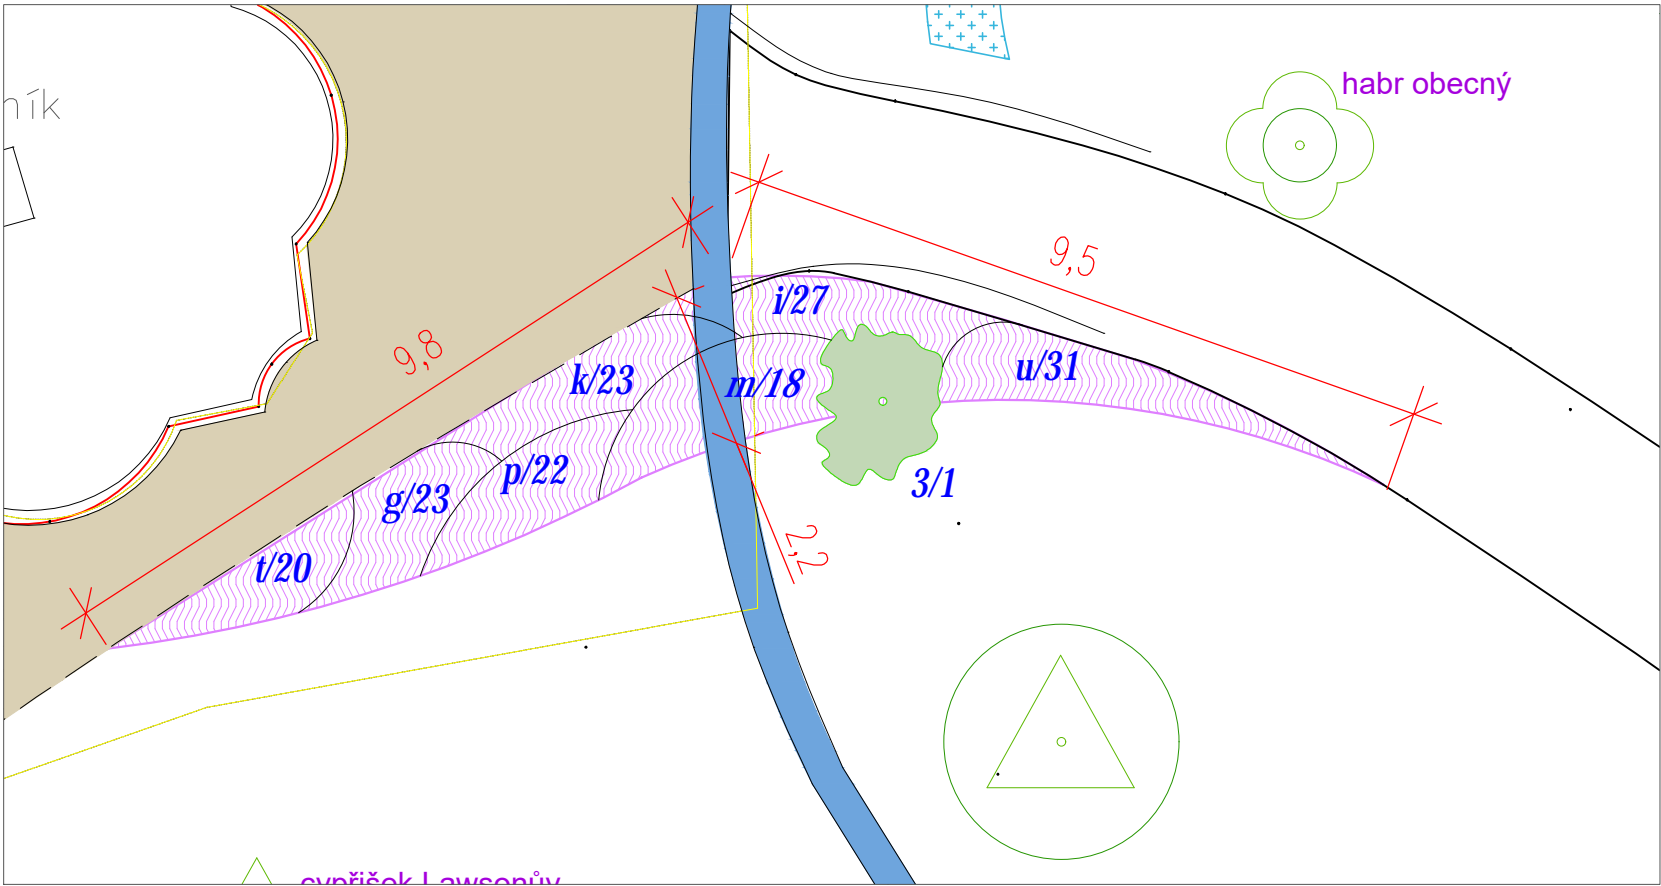 habr obecný
ník
9,5
i/27
9,8
k/23
m/18
u/31
p/22
g/23
3/1
2,2
t/20
cypřišek Lawsonův